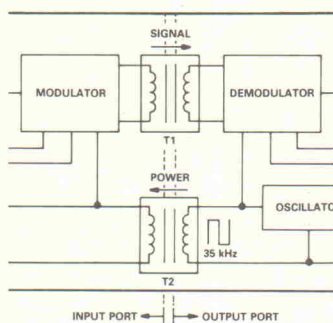 SIGNAL
MODULATOR
DEMODULATOR
T1
POWER
OSCILLATO
35 kHz
T2
INPUT PORT
OUTPUT PORT